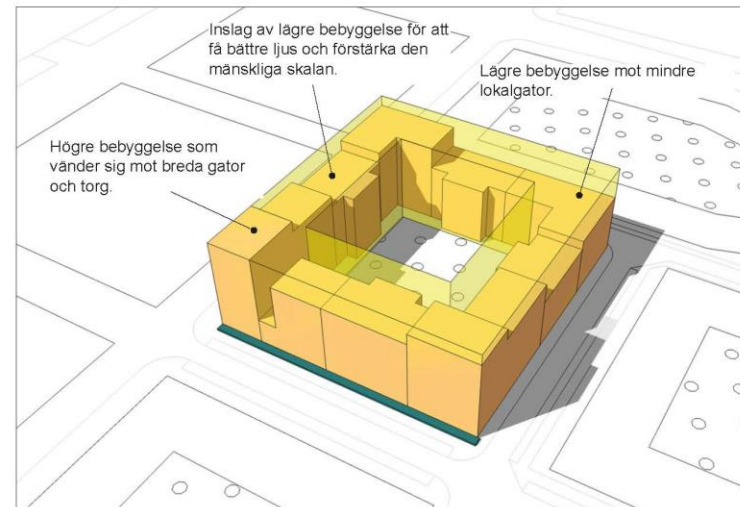 Inslag av lägre bebyggelse för att
få bättre ljus och förstärka den
mänskliga skalan.
Lägre bebyggelse mot mindre
lokalgator.
Högre bebyggelse som
vänder sig mot breda gator
och torg.